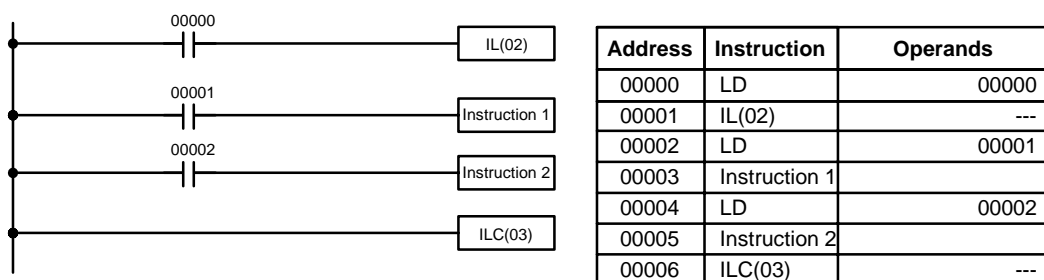 00000
IL(02)
00001
Instruction 1
00002
Instruction 2
ILC(03)
Address Instruction Operands
00000 LD 00000
00001 IL(02) ---
00002 LD 00001
00003 Instruction 1
00004 LD 00002
00005 Instruction 2
00006 ILC(03) ---